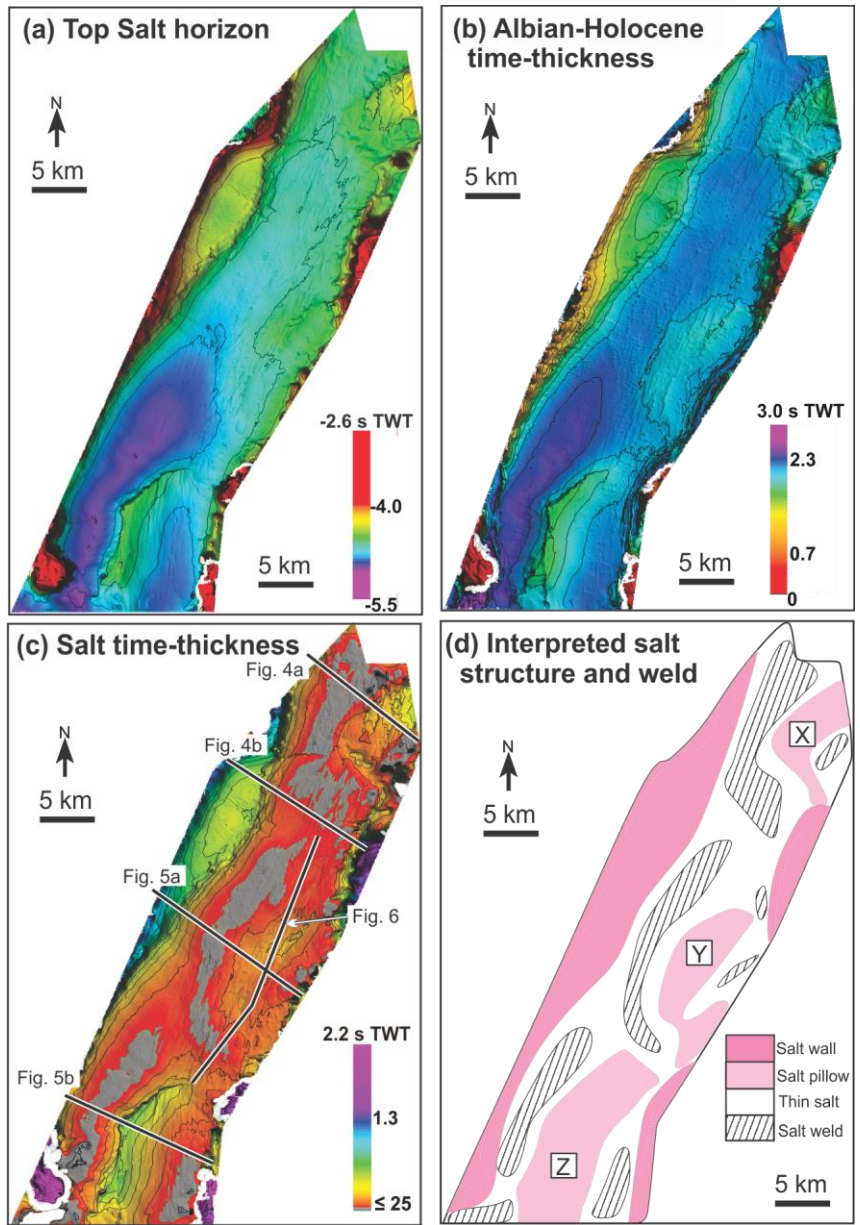 (a) Top Salt horizon
N
5 km
-2.6 s TWT
-4.0
-5.5
5 km
(b) Albian-Holocene
time-thickness
N
5 km
3.0 s TWT
2.3
0.7
0
5 km
(c) Salt time-thickness
Fig. 4a
Fig. 4b
N
5 km
Fig. 5a
Fig. 6
Fig. 5b
2.2 s TWT
1.3
≤ 25
(d) Interpreted salt
structure and weld
N
5 km
X
Y
Z
Salt wall
Salt pillow
Thin salt
Salt weld
5 km